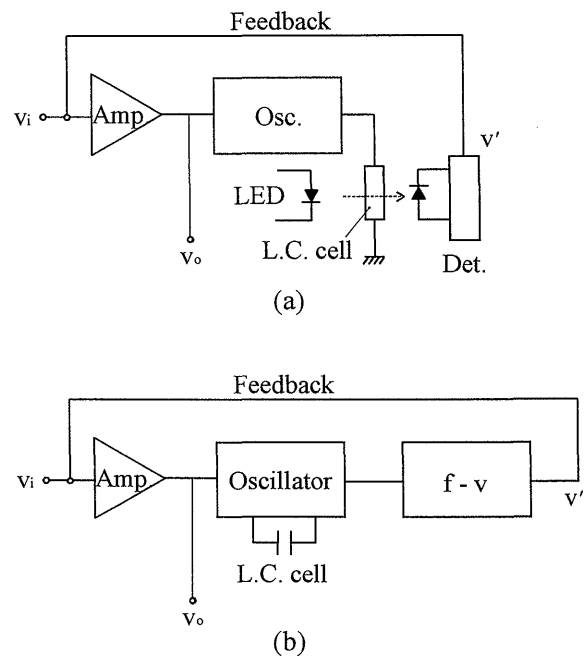 Feedback
vi
Amp.
Osc.
v'
LED
L.C. cell
vo
Det.
(a)
Feedback
vi
Amp
Oscillator
f - v
v'
L.C. cell
vo
(b)